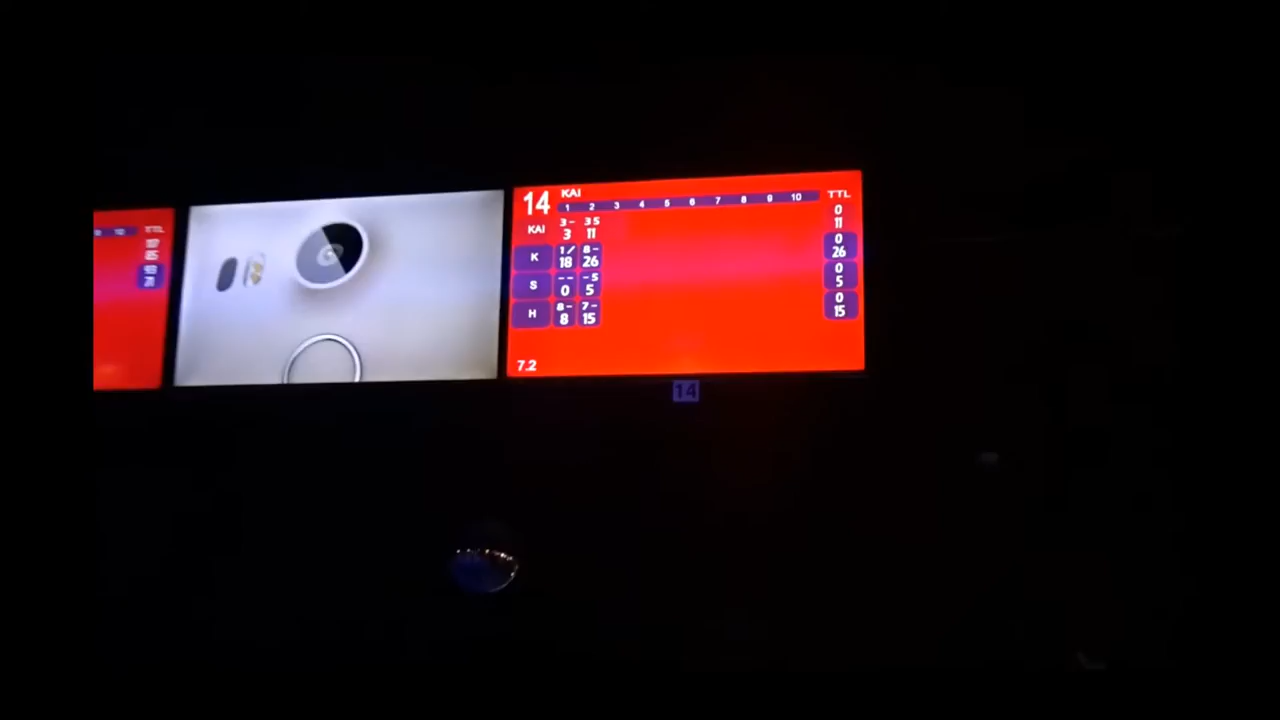 TTL
14 KAI
1 2 3 4 5 6 7 8 9 10 TTL
KAI 3 - 3 5 0
3 11 11
K 1 / 8 - 0
18 26 26
S - - - 5 0
0 5 5
H 8 - 7 - 0
8 15 15
7.2
14